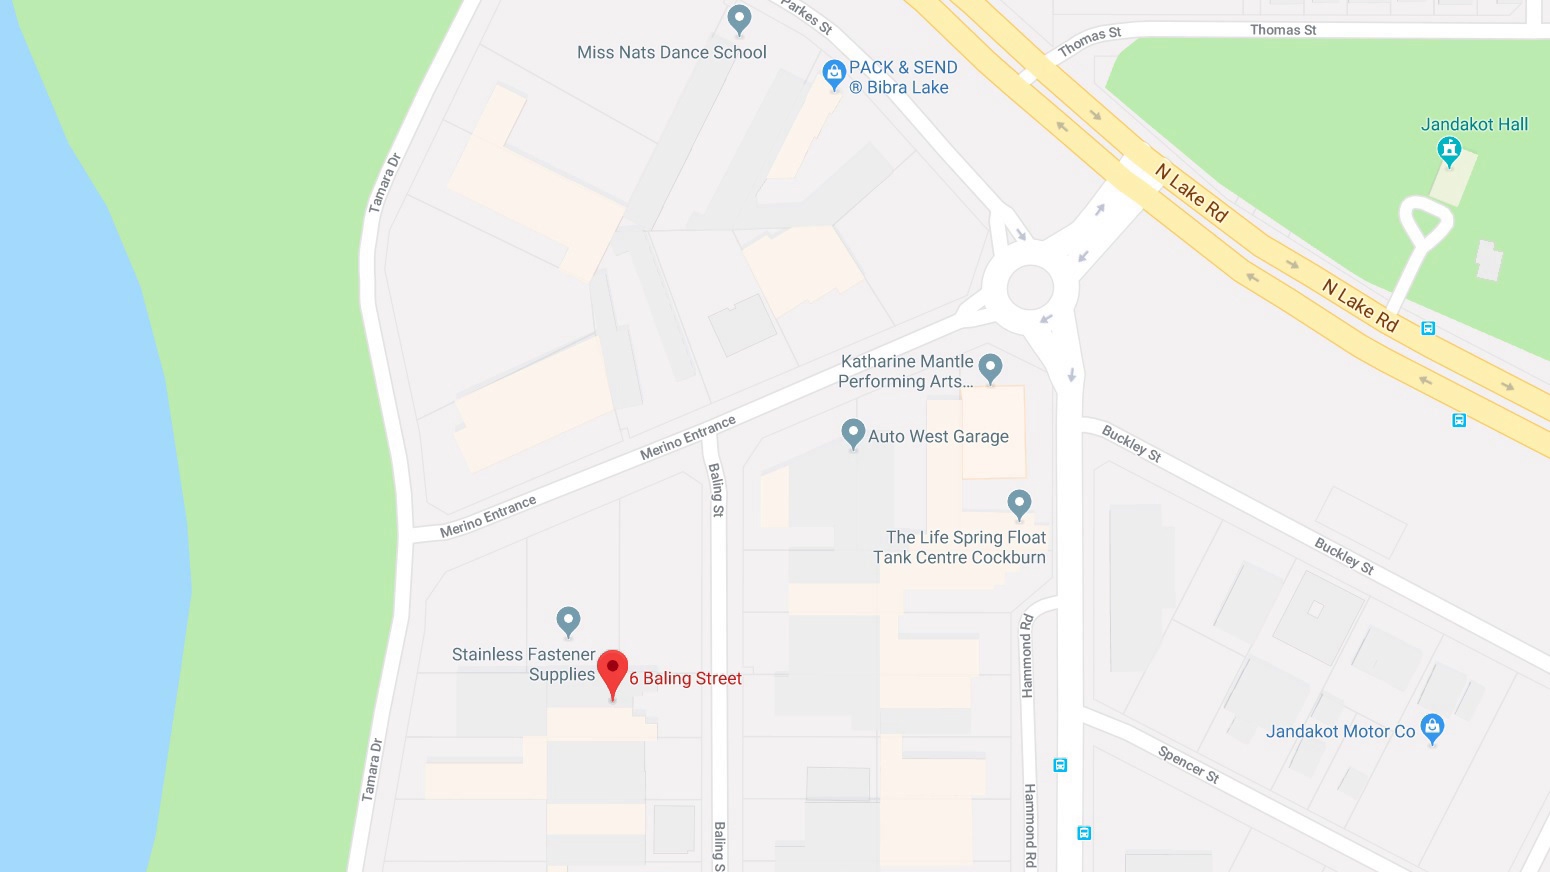 Parkes St
Thomas St
Thomas St
Miss Nats Dance School
PACK & SEND
® Bibra Lake
Jandakot Hall
Tamara Dr
N Lake Rd
N Lake Rd
Katharine Mantle
Performing Arts...
Merino Entrance
Auto West Garage
Buckley St
Baling St
Merino Entrance
The Life Spring Float
Tank Centre Cockburn
Buckley St
Stainless Fastener
Supplies
6 Baling Street
Hammond Rd
Jandakot Motor Co
Tamara Dr
Spencer St
Hammond Rd
Baling S